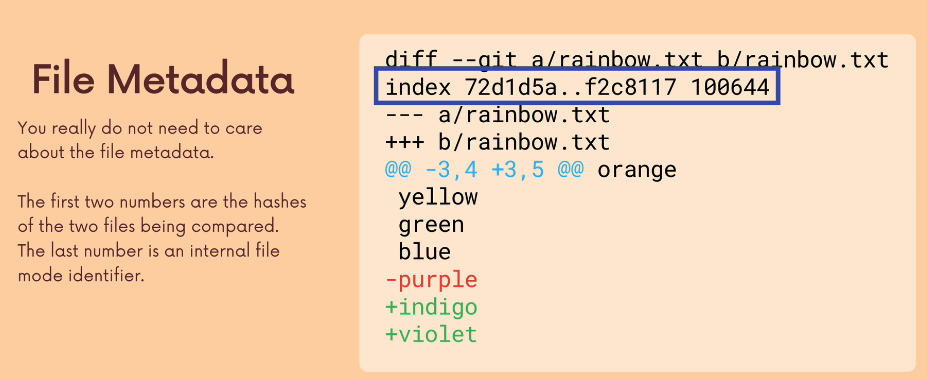 File Metadata
You really do not need to care
about the file metadata.
The first two numbers are the hashes
of the two files being compared.
The last number is an internal file
mode identifier.
diff --git a/rainbow.txt b/rainbow.txt
index 72d1d5a..f2c8117 100644
--- a/rainbow.txt
+++ b/rainbow.txt
@@ -3,4 +3,5 @@ orange
 yellow
 green
 blue
-purple
+indigo
+violet